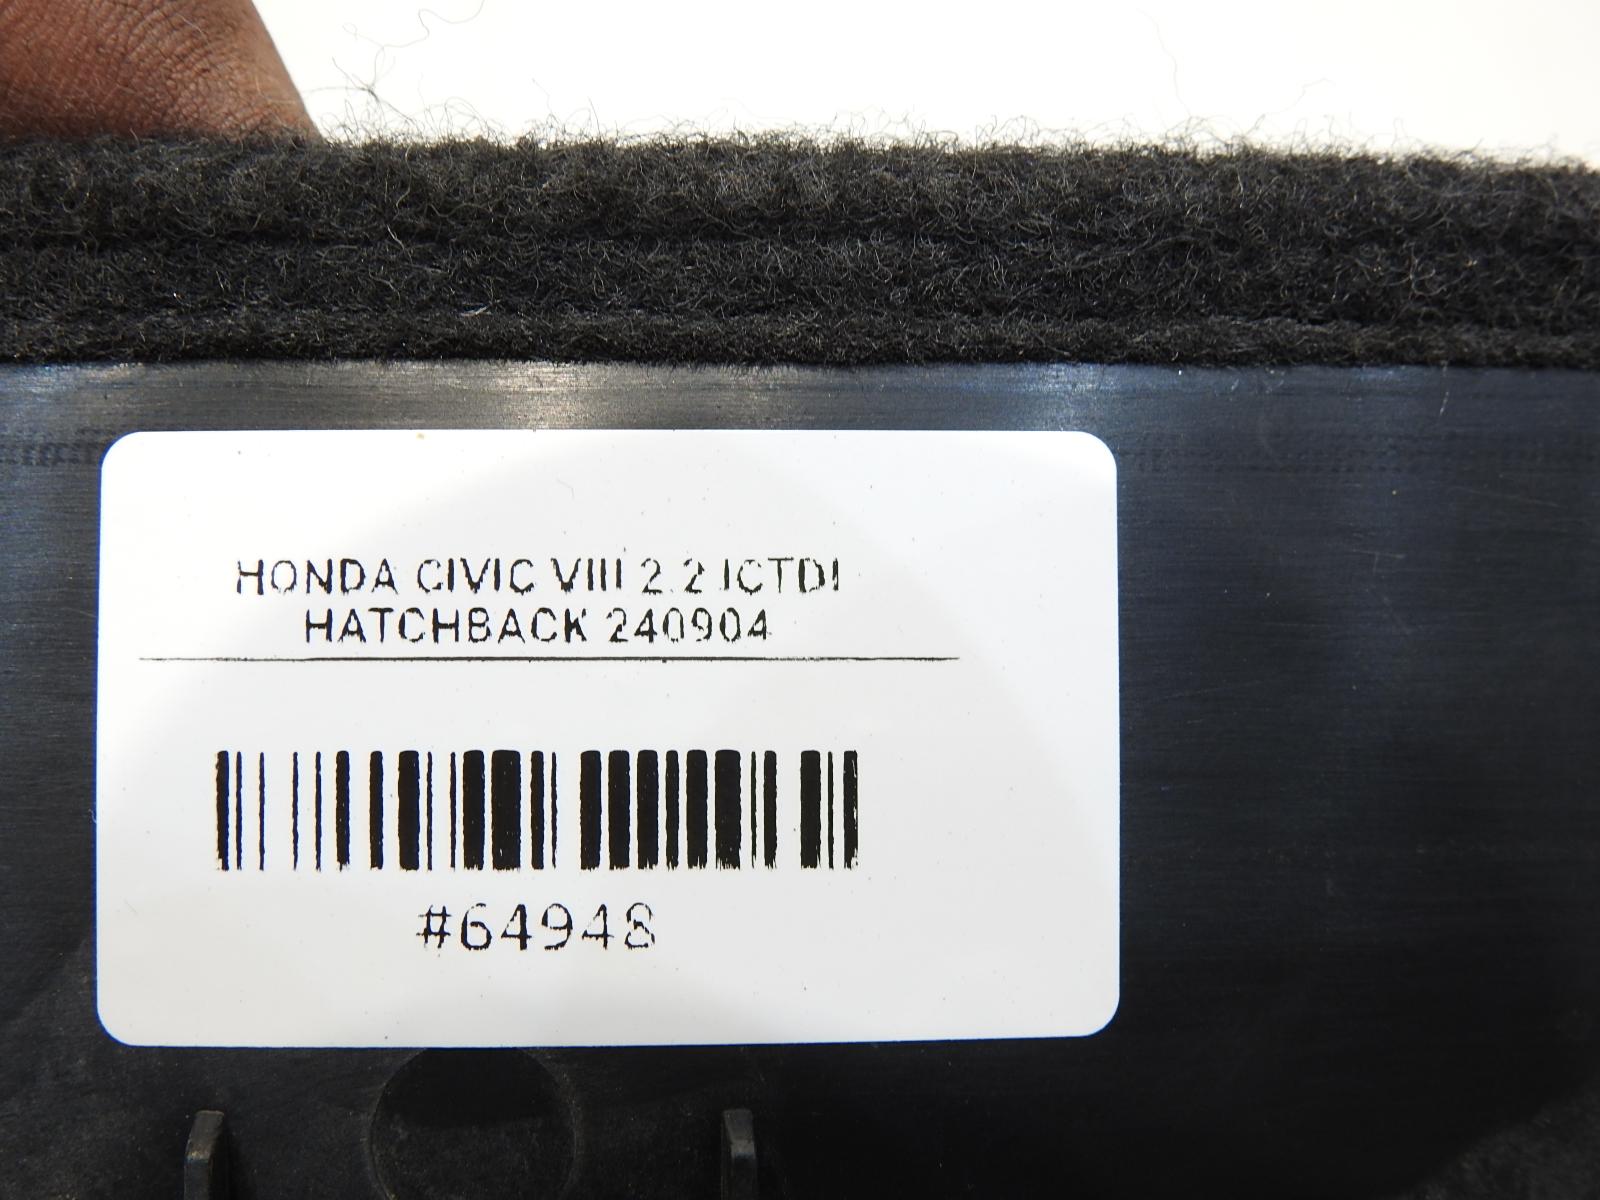 HONDA CIVIC VIII 2.2 ICTDI
HATCHBACK 240904
#64948